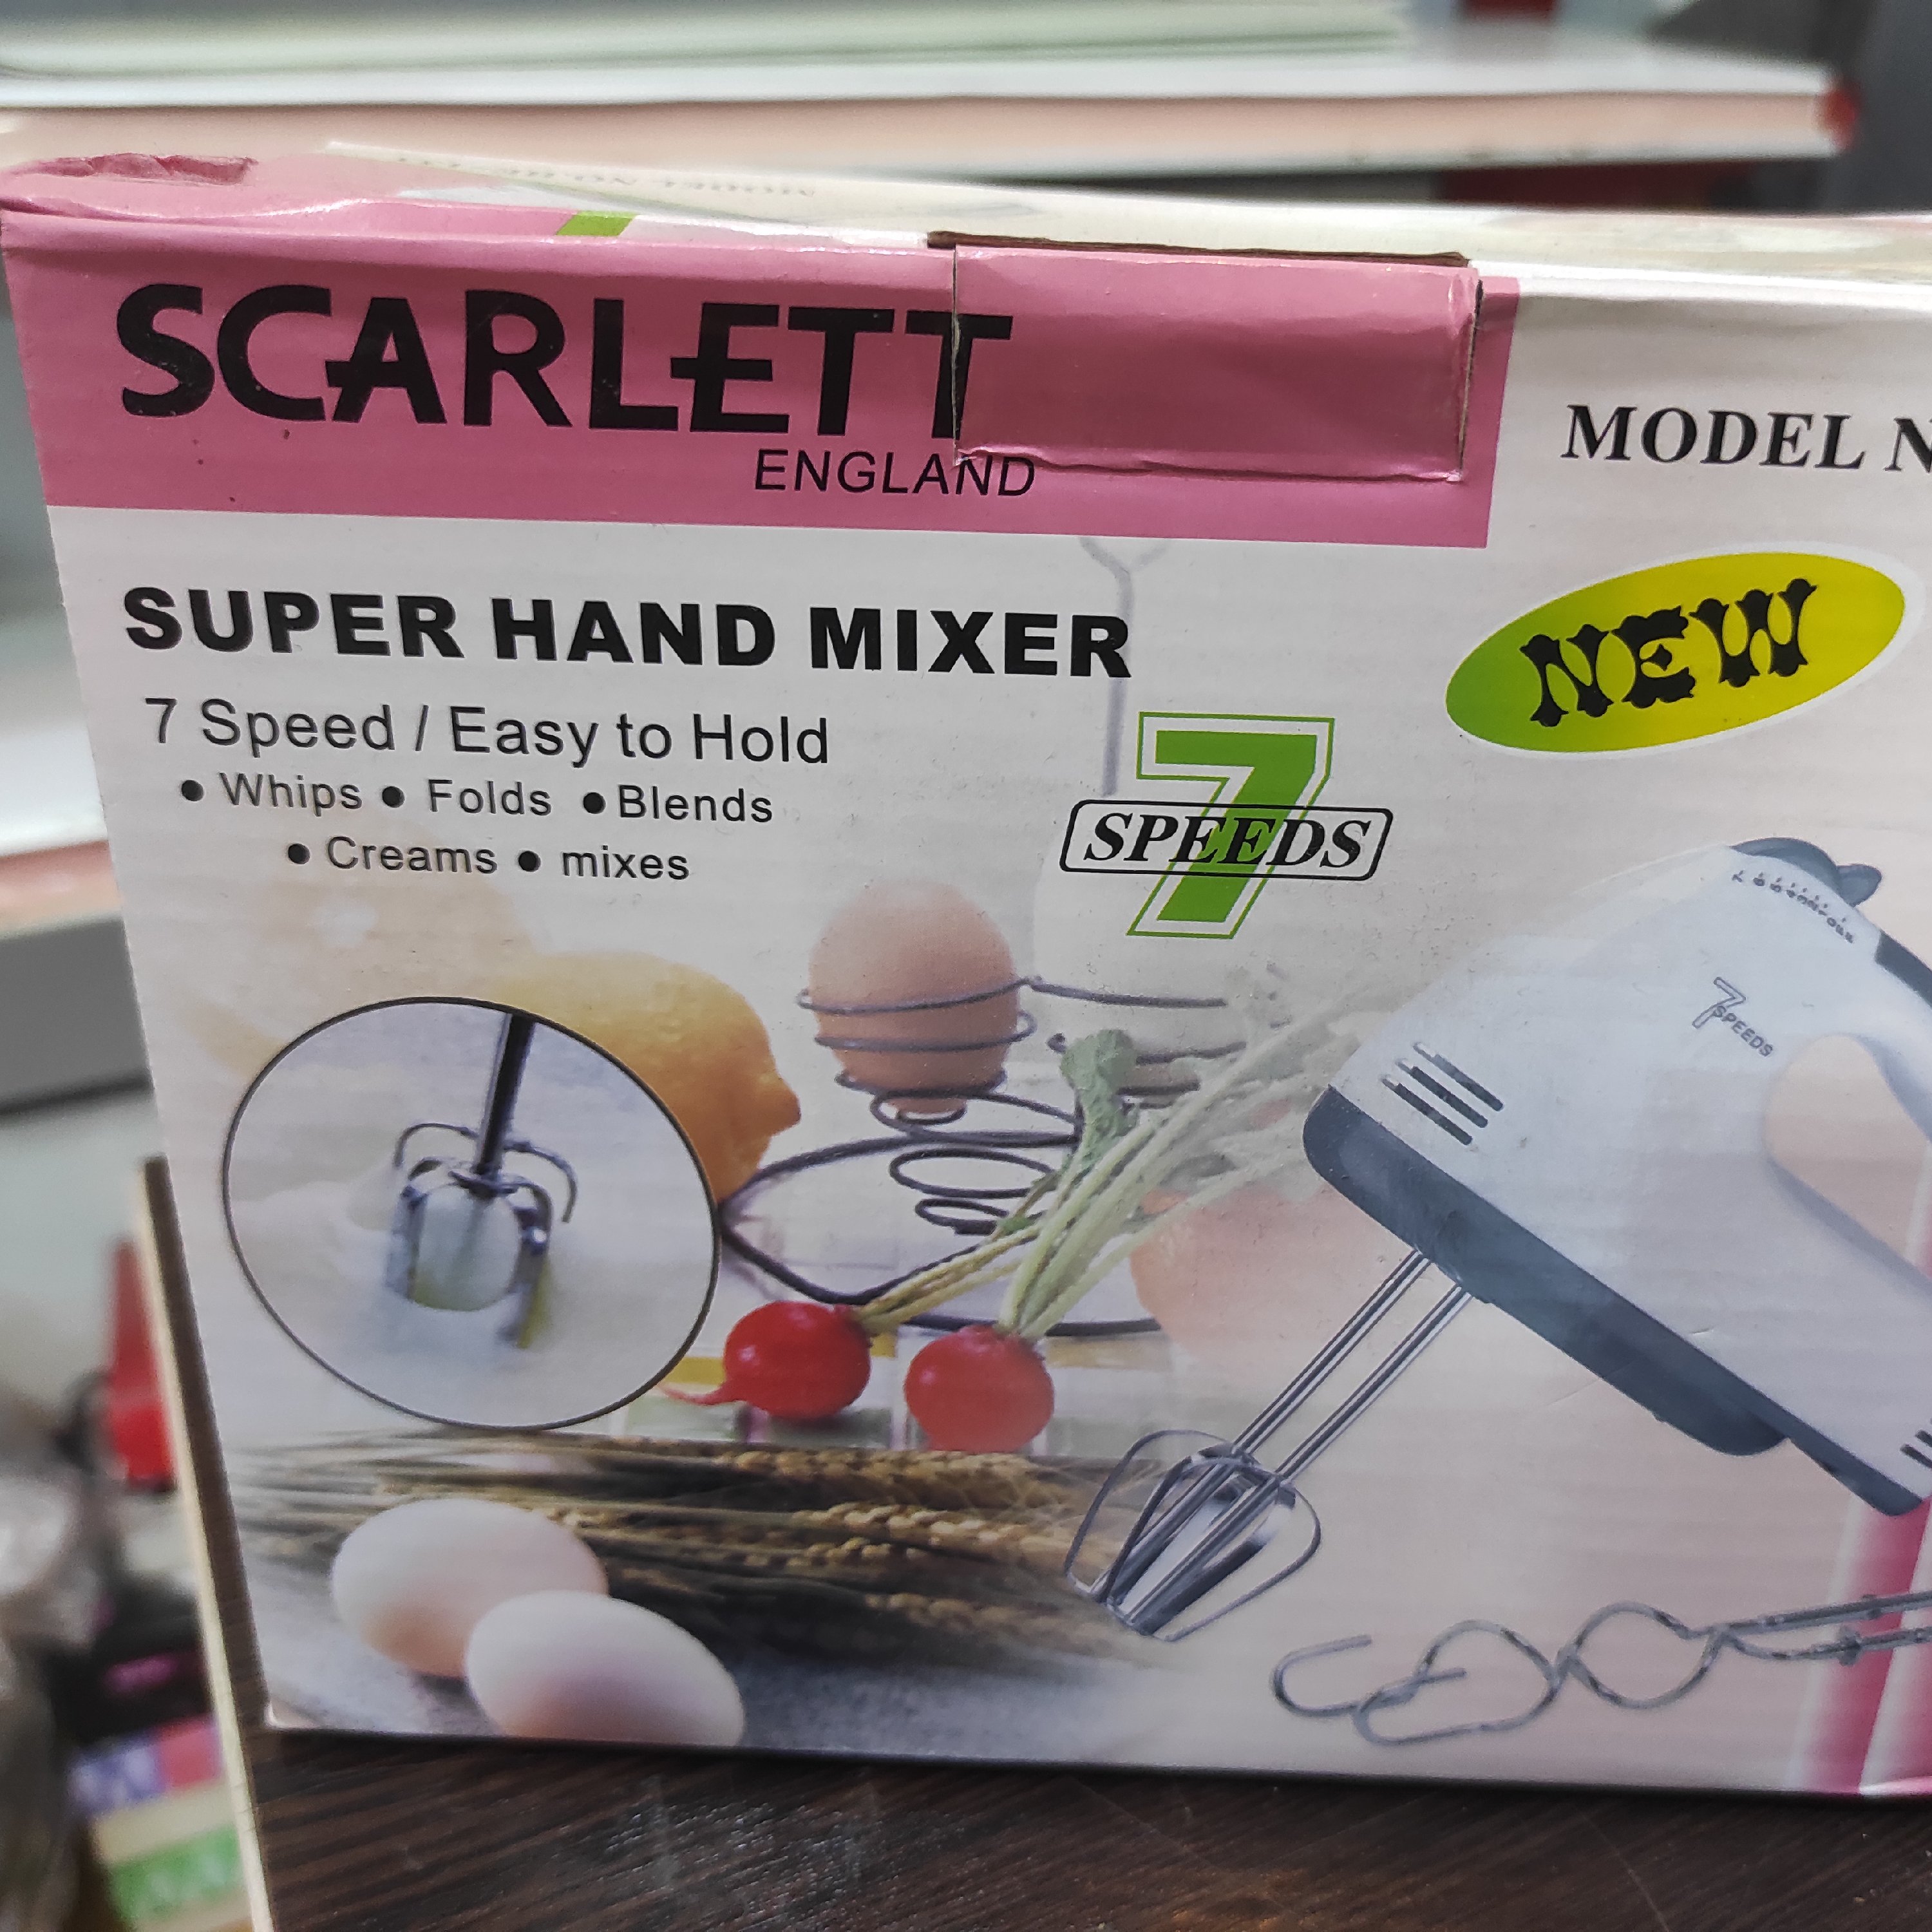 SCARLETT
ENGLAND
MODEL N
SUPER HAND MIXER
7 Speed / Easy to Hold
• Whips • Folds • Blends
• Creams • mixes
NEW
7
SPEEDS
7
SPEEDS